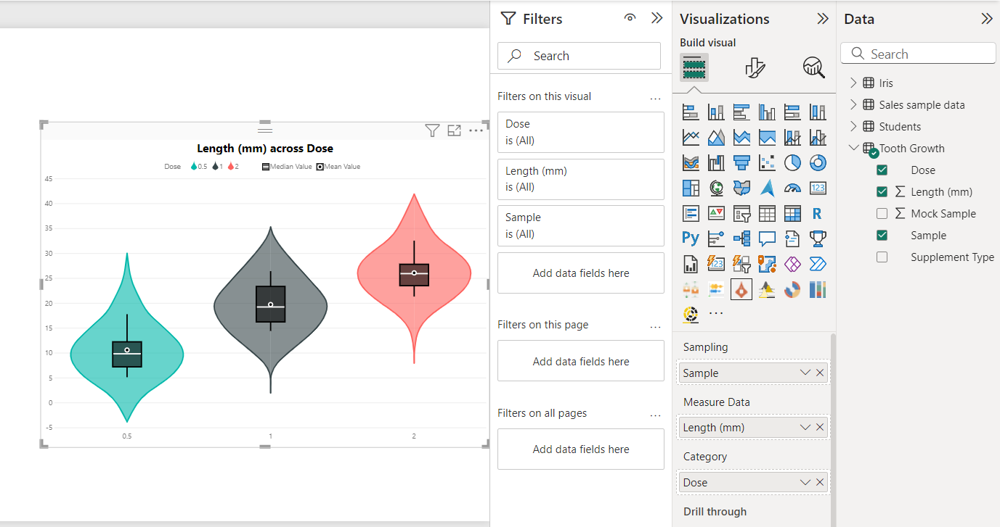 Length (mm) across Dose
Dose 0.5 1 2 Median Value Mean Value
45
40
35
30
25
20
15
10
5
0
-5
0.5 1 2
Filters
Search
Filters on this visual ...
Dose
is (All)
Length (mm)
is (All)
Sample
is (All)
Add data fields here
Filters on this page ...
Add data fields here
Filters on all pages ...
Add data fields here
Visualizations
Build visual
123
R
Py
123
...
Sampling
Sample
Measure Data
Length (mm)
Category
Dose
Drill through
Data
Search
Iris
Sales sample data
Students
Tooth Growth
Dose
Σ Length (mm)
Σ Mock Sample
Sample
Supplement Type